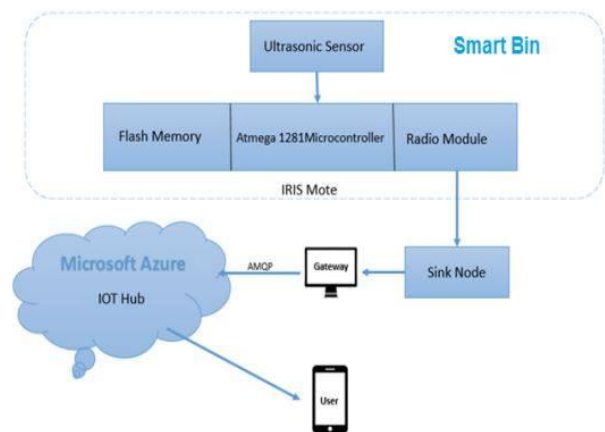 Ultrasonic Sensor
Smart Bin
Flash Memory
Atmega 1281Microcontroller
Radio Module
IRIS Mote
Microsoft Azure
IOT Hub
AMQP
Gateway
Sink Node
User